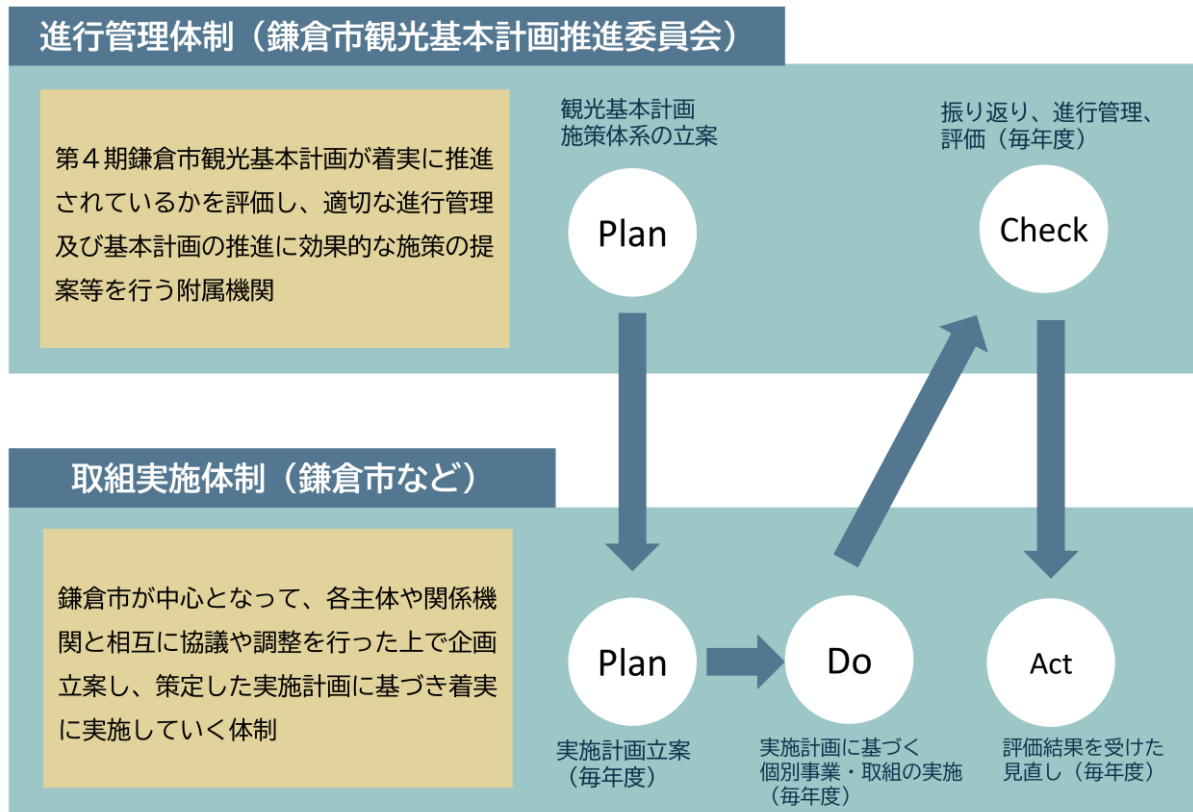 進行管理体制（鎌倉市観光基本計画推進委員会）
第４期鎌倉市観光基本計画が着実に推進
されているかを評価し、適切な進行管理
及び基本計画の推進に効果的な施策の提
案等を行う附属機関
観光基本計画
施策体系の立案
Plan
振り返り、進行管理、
評価（毎年度）
Check
取組実施体制（鎌倉市など）
鎌倉市が中心となって、各主体や関係機
関と相互に協議や調整を行った上で企画
立案し、策定した実施計画に基づき着実
に実施していく体制
Plan
実施計画立案
（毎年度）
Do
実施計画に基づく
個別事業・取組の実施
（毎年度）
Act
評価結果を受けた
見直し（毎年度）